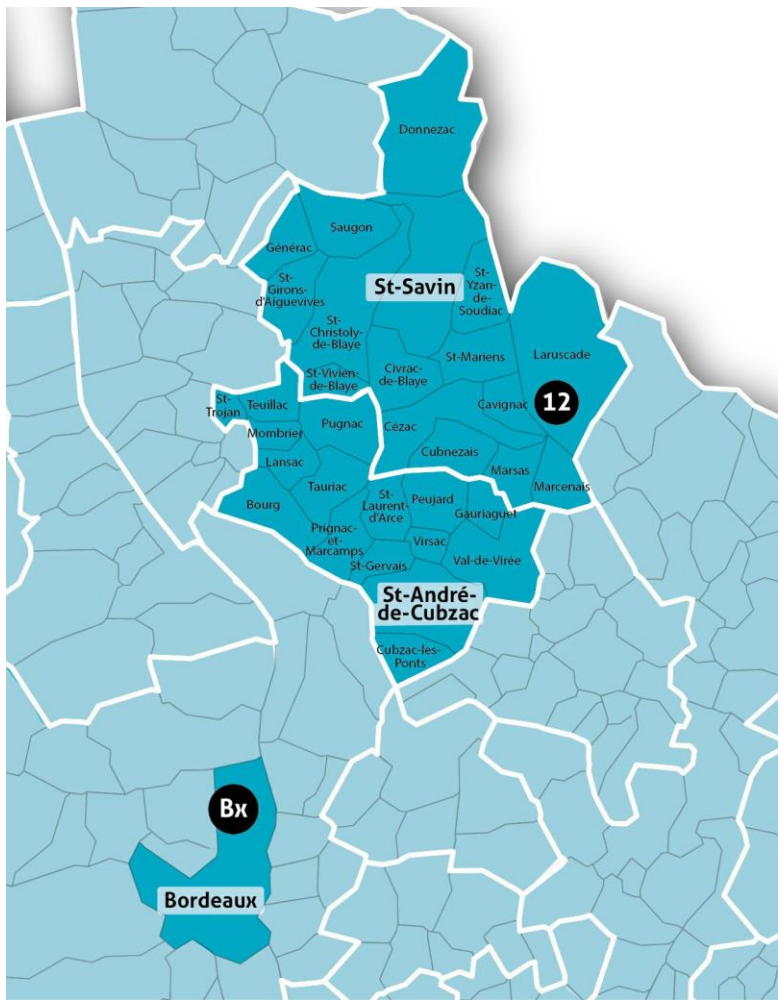 Donnezac
Saugon
Générac
St-
Girons-
d'Aiguevives
St-Savin
St-
Yzan-
de-
Soudiac
St-
Christoly-
de-Blaye
St-Mariens
Laruscade
St-Vivien-
de-Blaye
Civrac-
de-Blaye
St-
Trojan
Teuillac
Cavignac
12
Mombrier
Pugnac
Cézac
Cubnezais
Lansac
Marsas
Marcenais
Tauriac
Bourg
St-
Laurent-
d'Arce
Peujard
Gauriaguet
Prignac-
et-
Marcamps
Virsac
St-Gervais
Val-de-Virée
St-André-
de-Cubzac
Cubzac-les-
Ponts
Bx
Bordeaux